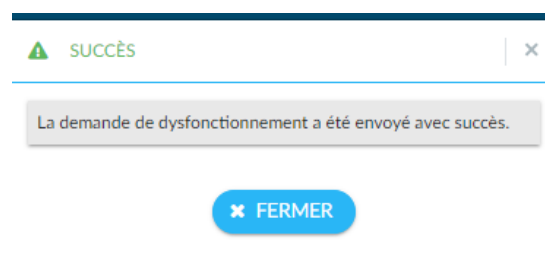 SUCCÈS
La demande de dysfonctionnement a été envoyé avec succès.
FERMER